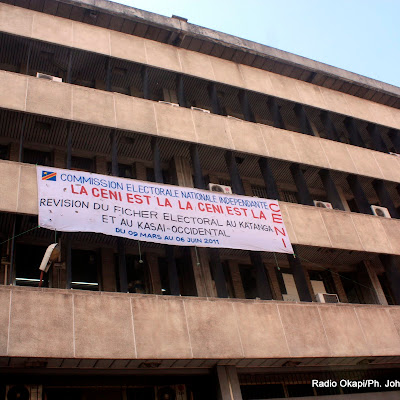 COMMISSION ELECTORALE NATIONALE INDEPENDANTE
LA CENI EST LA LA CENI EST LA
REVISION DU FICHIER ELECTORAL AU KATANGA
ET AU KASAI-OCCIDENTAL
DU 09 MARS AU 06 JUIN 2011
CENI
Radio Okapi/Ph. Joh